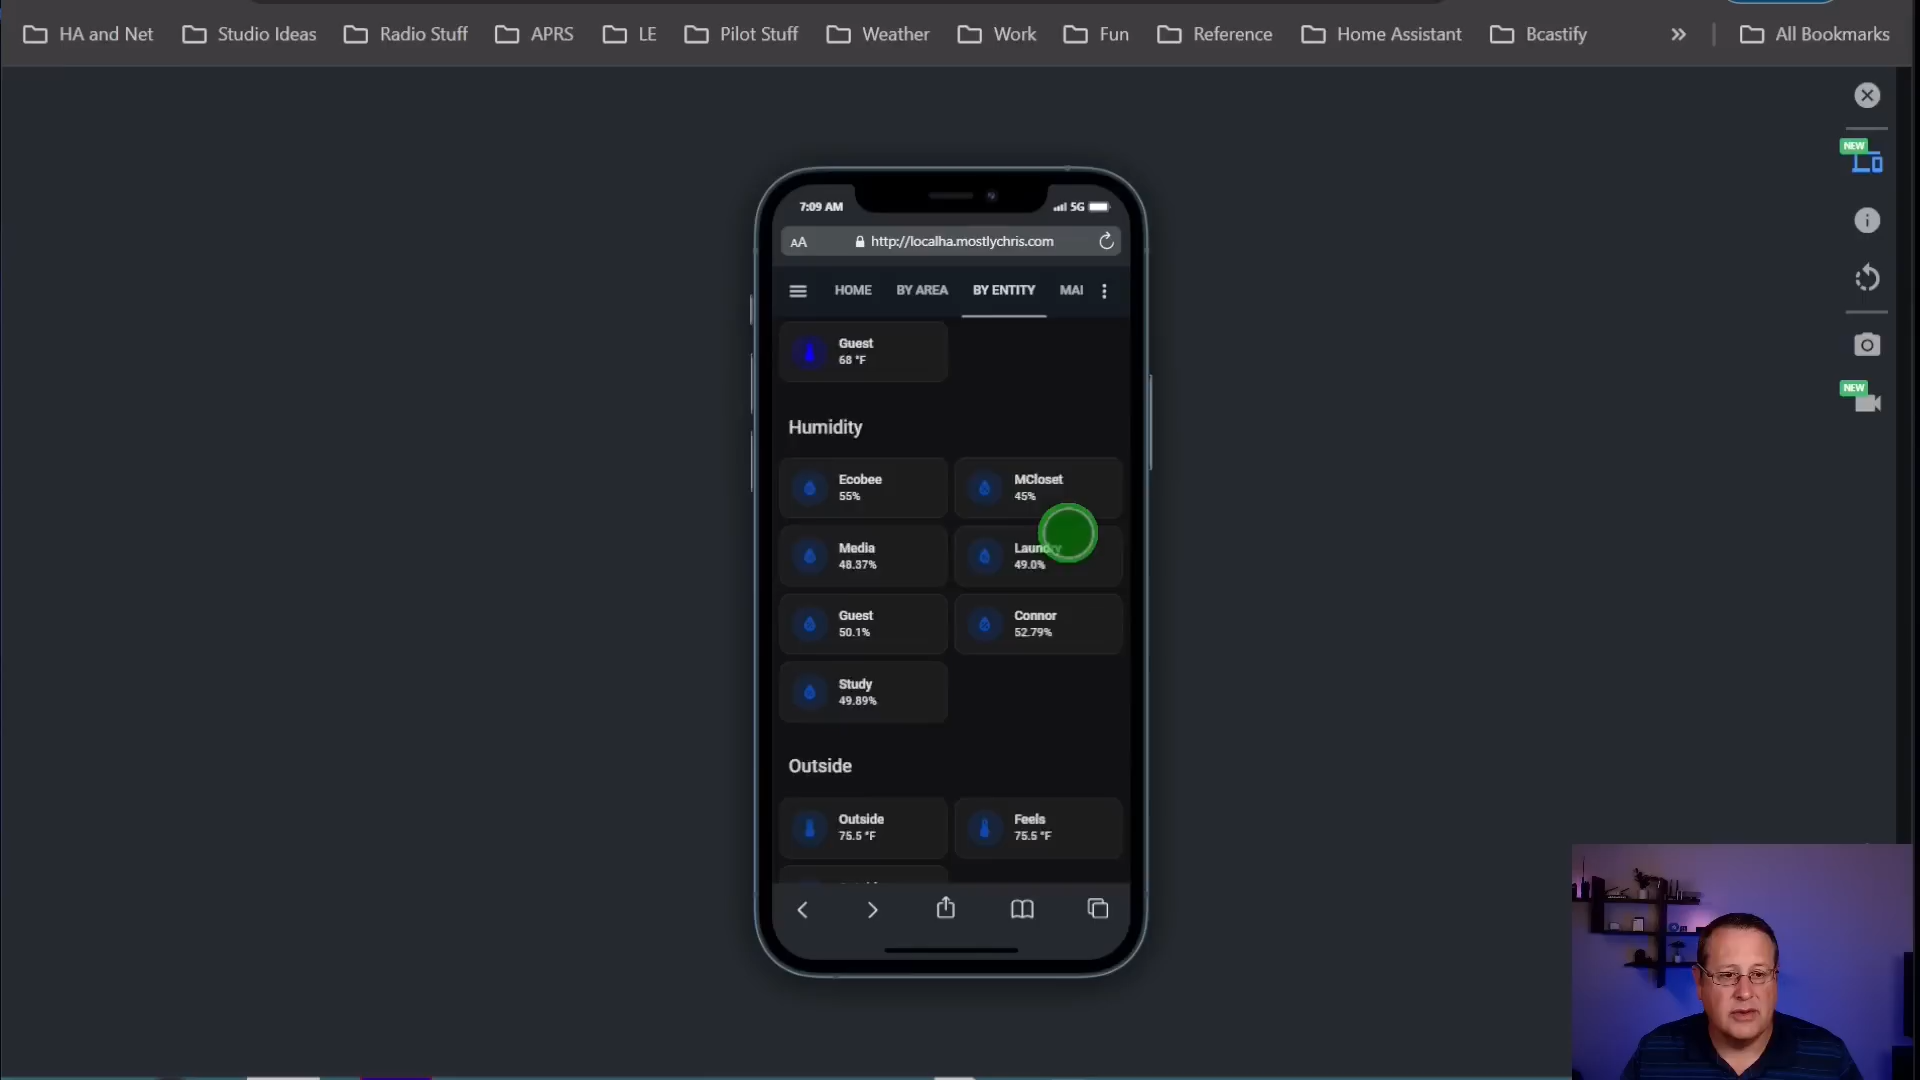 HA and Net Studio Ideas Radio Stuff APRS LE Pilot Stuff Weather Work Fun Reference Home Assistant Bcastify » All Bookmarks
NEW
NEW
7:09 AM 5G
AA http://localha.mostlychris.com
HOME BY AREA BY ENTITY MAI
Guest
68 °F
Humidity
Ecobee MCloset
55% 45%
Media Laundry
48.37% 49.0%
Guest Connor
50.1% 52.79%
Study
49.89%
Outside
Outside Feels
75.5 °F 75.5 °F